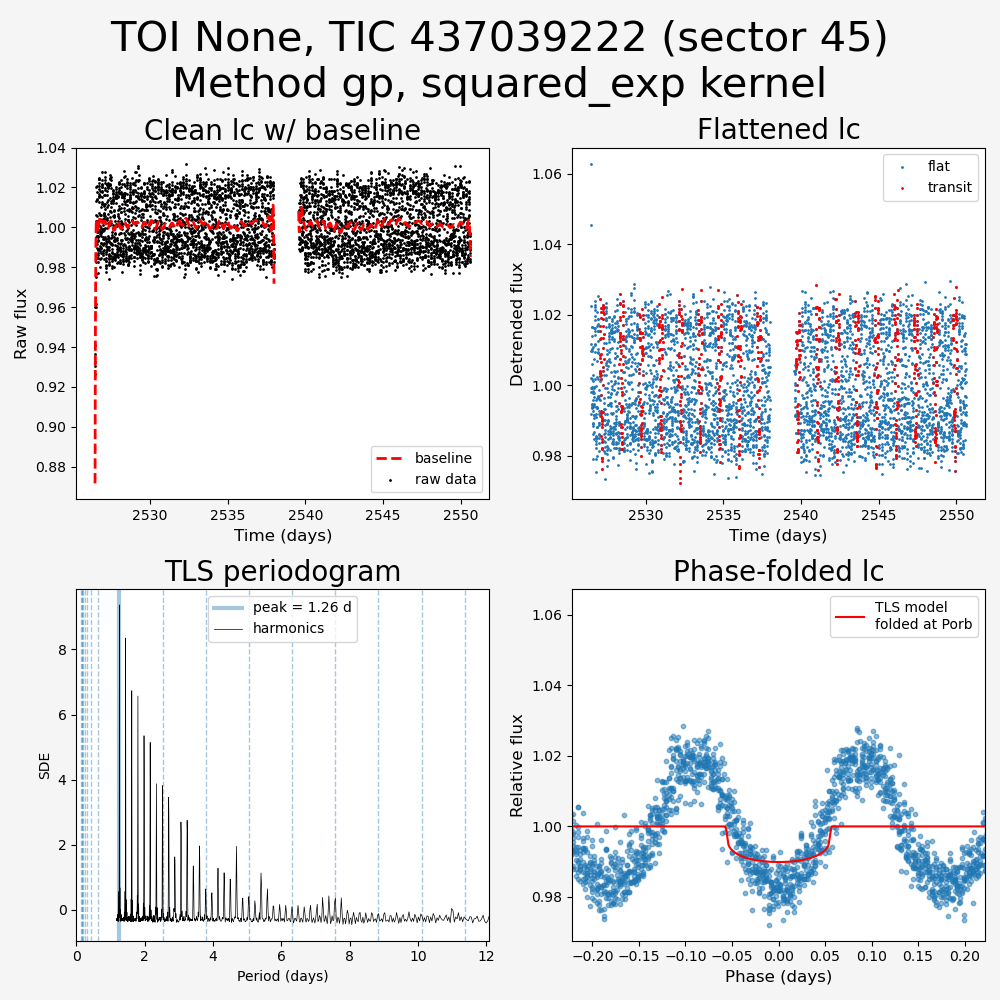 TOI None, TIC 437039222 (sector 45)
Method gp, squared_exp kernel
Clean lc w/ baseline
Raw flux
1.04
1.02
1.00
0.98
0.96
0.94
0.92
0.90
0.88
baseline
raw data
2530 2535 2540 2545 2550
Time (days)
Flattened lc
Detrended flux
1.06
1.04
1.02
1.00
0.98
flat
transit
2530 2535 2540 2545 2550
Time (days)
TLS periodogram
SDE
8
6
4
2
0
peak = 1.26 d
harmonics
0 2 4 6 8 10 12
Period (days)
Phase-folded lc
Relative flux
1.06
1.04
1.02
1.00
0.98
TLS model
folded at Porb
−0.20 −0.15 −0.10 −0.05 0.00 0.05 0.10 0.15 0.20
Phase (days)